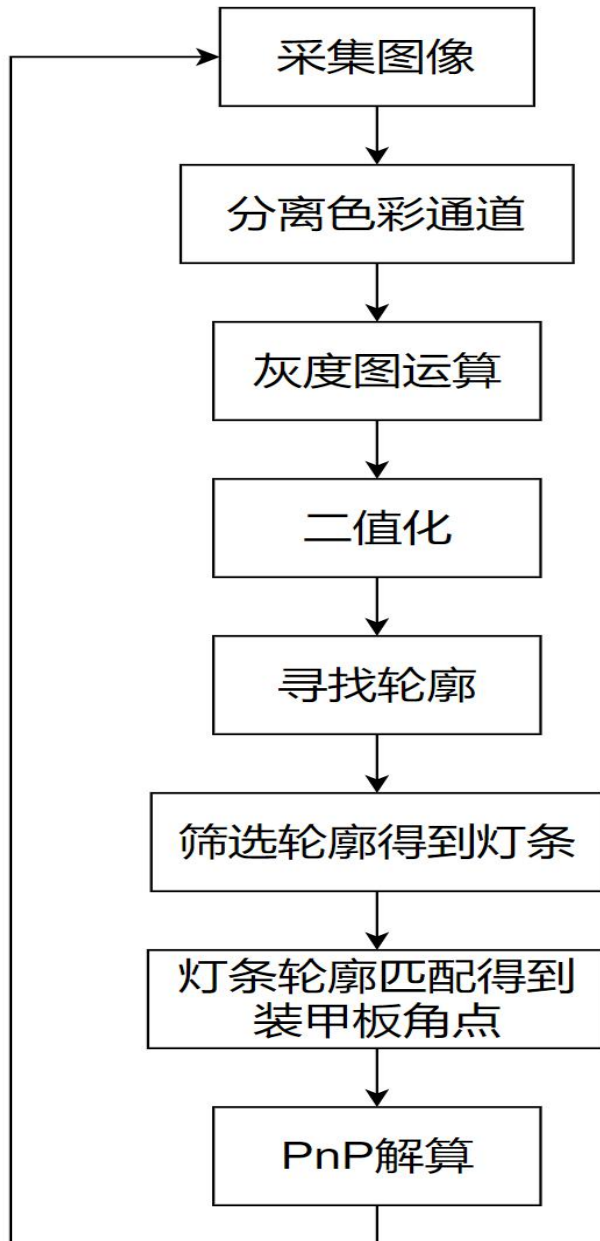 采集图像
分离色彩通道
灰度图运算
二值化
寻找轮廓
筛选轮廓得到灯条
灯条轮廓匹配得到
装甲板角点
PnP解算